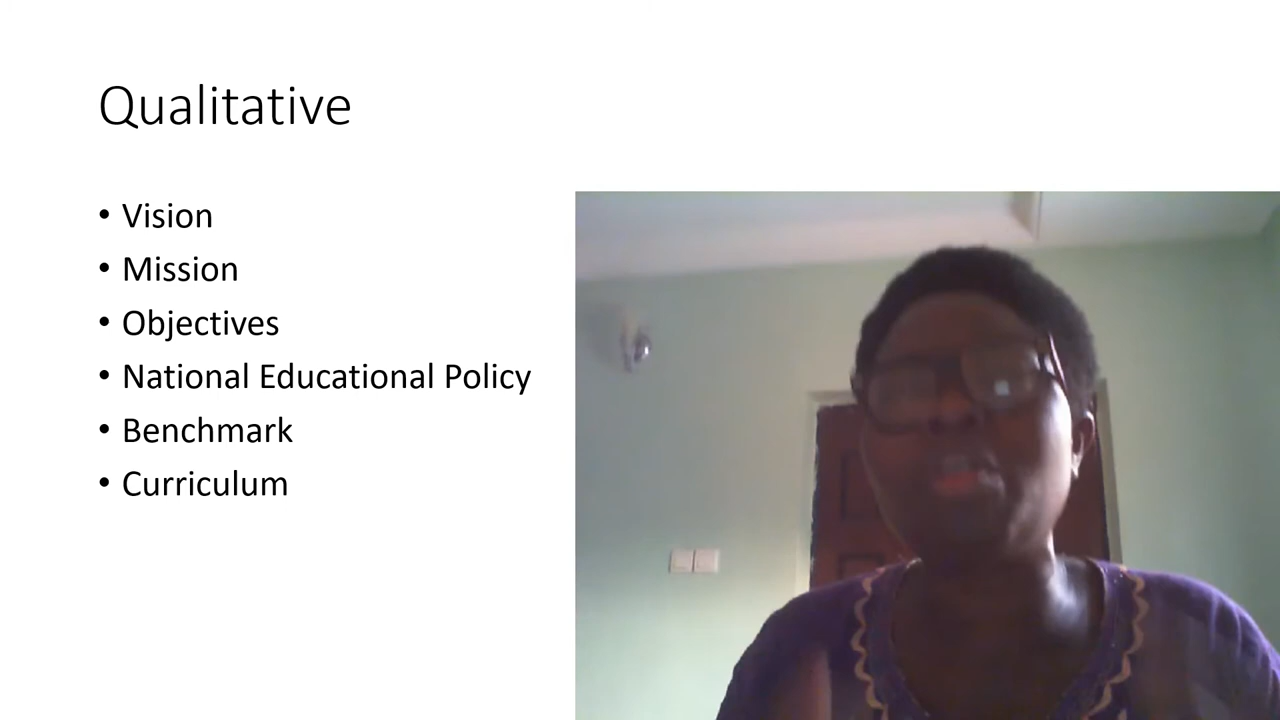 Qualitative
• Vision
• Mission
• Objectives
• National Educational Policy
• Benchmark
• Curriculum